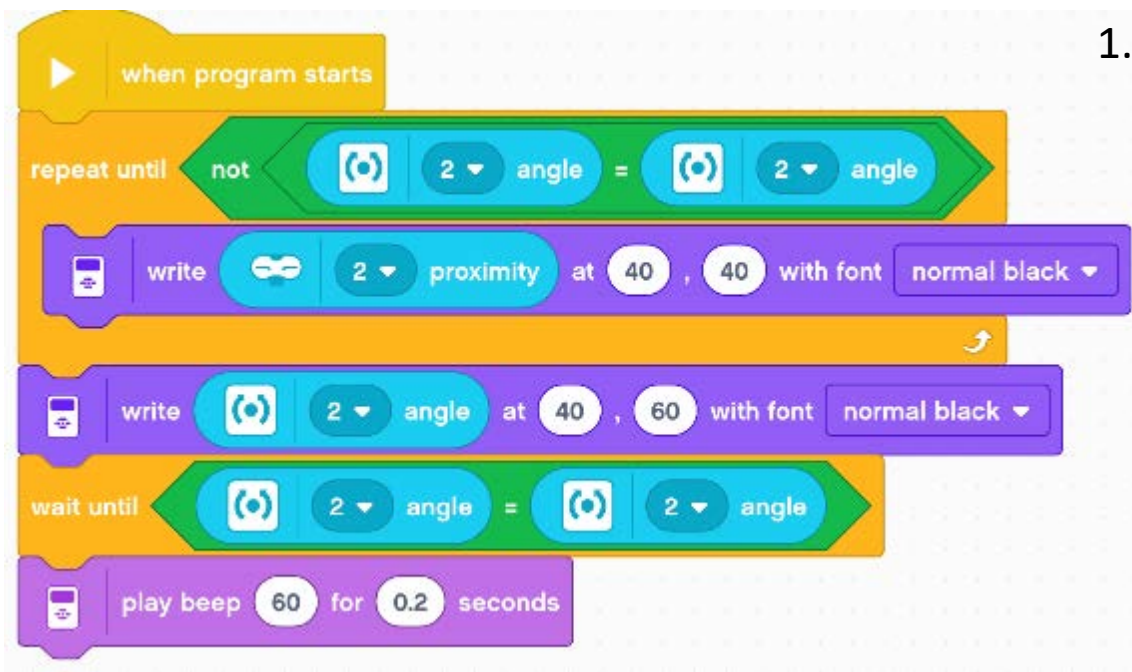 1.
when program starts
repeat until not 2 angle = 2 angle
write 2 proximity at 40 , 40 with font normal black
write 2 angle at 40 , 60 with font normal black
wait until 2 angle = 2 angle
play beep 60 for 0.2 seconds